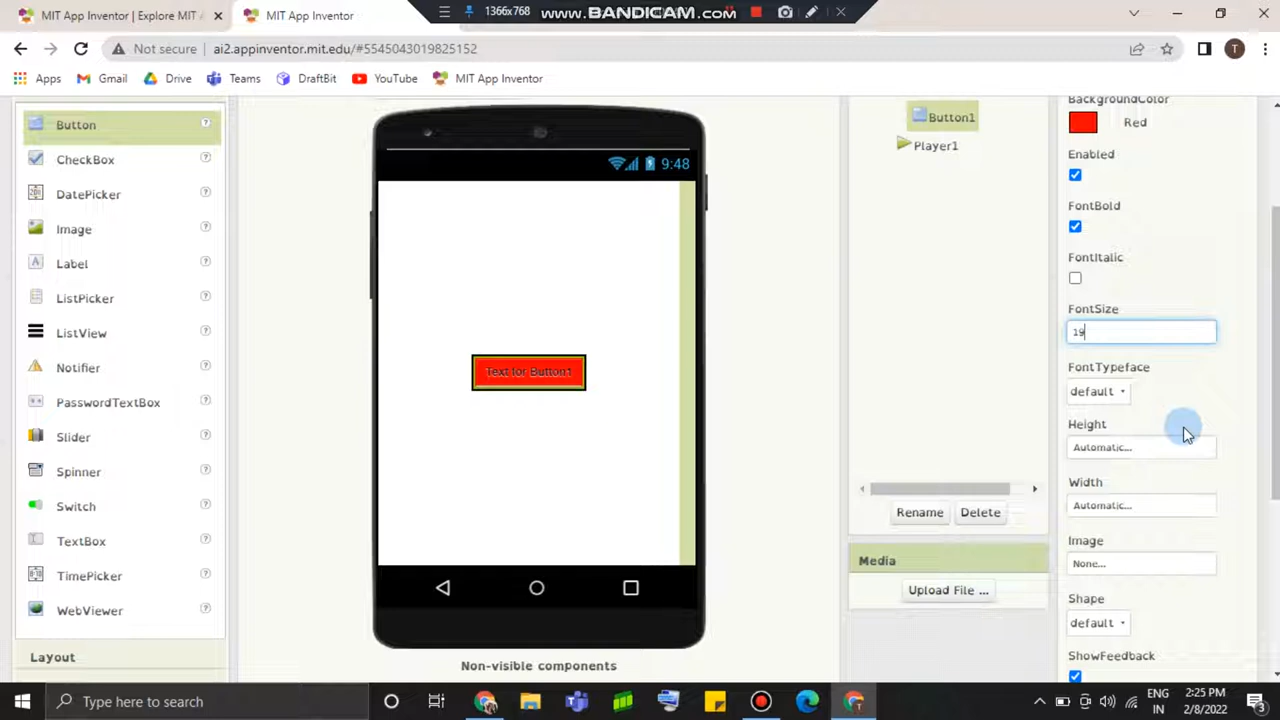 MIT App Inventor | Explore MIT A
MIT App Inventor
1366x768
www.BANDICAM.com
Not secure
ai2.appinventor.mit.edu/#5545043019825152
T
Apps
Gmail
Drive
Teams
DraftBit
YouTube
MIT App Inventor
Button
CheckBox
DatePicker
Image
Label
ListPicker
ListView
Notifier
PasswordTextBox
Slider
Spinner
Switch
TextBox
TimePicker
WebViewer
Layout
9:48
Text for Button1
Non-visible components
Button1
Player1
Rename
Delete
Media
Upload File ...
BackgroundColor
Red
Enabled
FontBold
FontItalic
FontSize
19
FontTypeface
default
Height
Automatic...
Width
Automatic...
Image
None...
Shape
default
ShowFeedback
Type here to search
ENG
IN
2:25 PM
2/8/2022
3